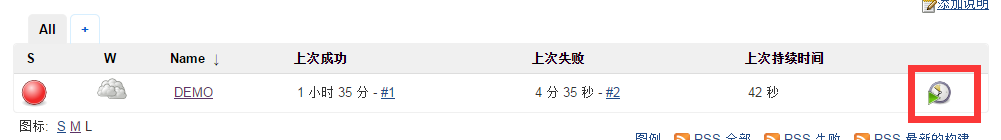 添加说明
All +
S W Name ↓ 上次成功 上次失败 上次持续时间
DEMO 1 小时 35 分 - #1 4 分 35 秒 - #2 42 秒
图标: S M L
图例 RSS 全部 RSS 失败 RSS 最新的构建